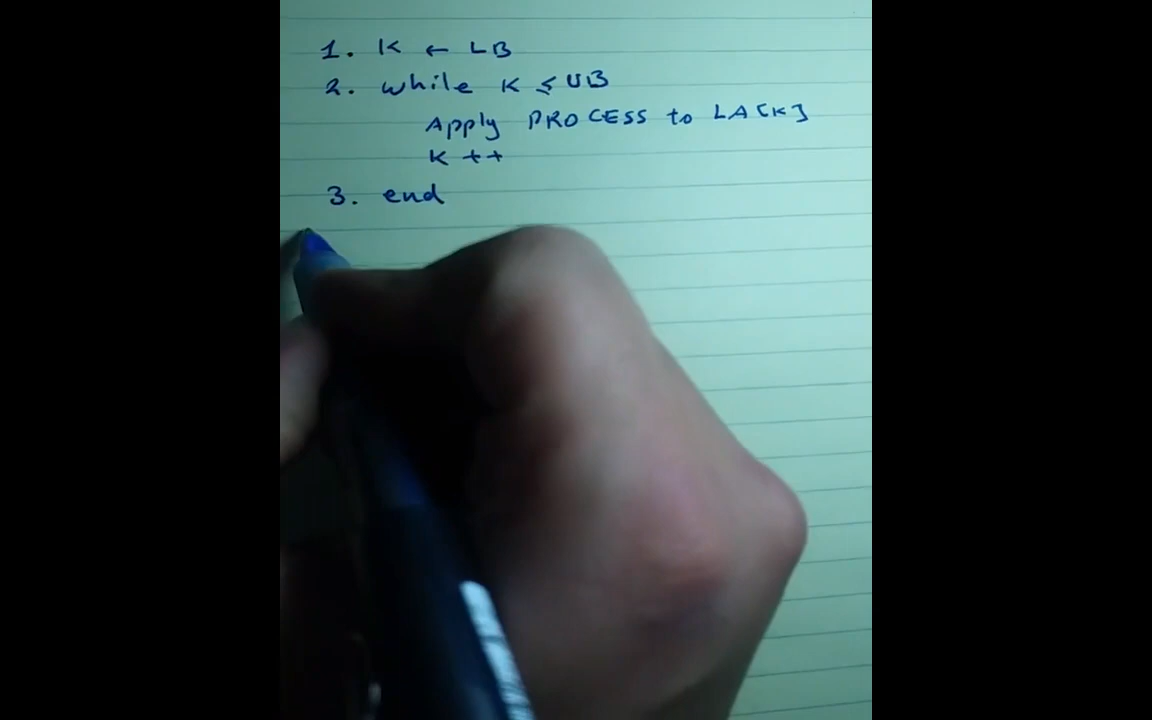 1. K ← LB
2. while K ≤ UB
Apply PROCESS to LA[K]
K ++
3. end